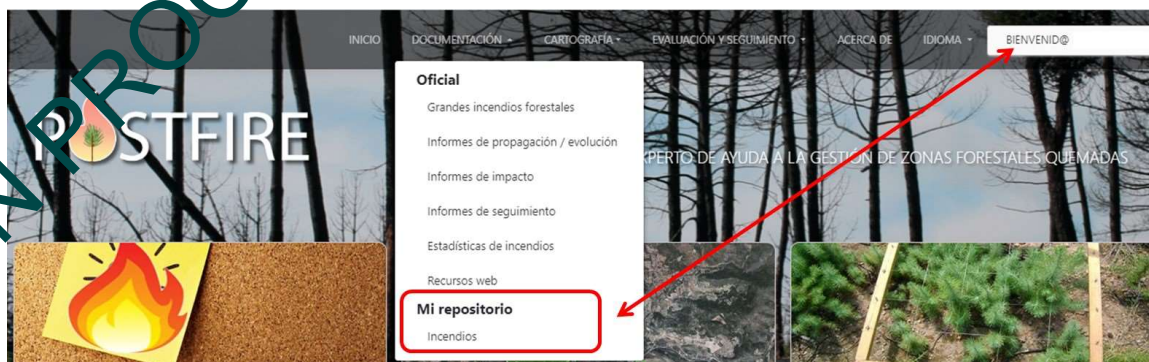 INICIO DOCUMENTACIÓN CARTOGRAFÍA EVALUACIÓN Y SEGUIMIENTO ACERCA DE IDIOMA BIENVENID@
POSTFIRE
Oficial
Grandes incendios forestales
Informes de propagación / evolución
Informes de impacto
Informes de seguimiento
Estadísticas de incendios
Recursos web
Mi repositorio
Incendios
DE AYUDA A LA GESTIÓN DE ZONAS FORESTALES QUEMADAS